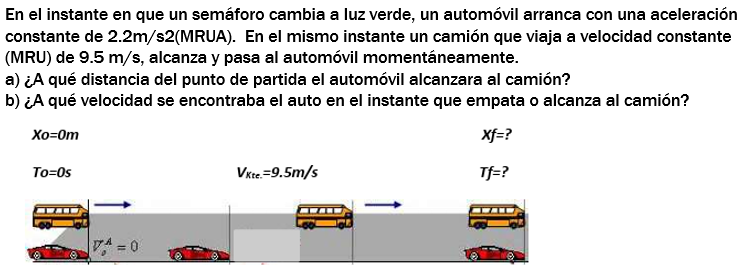 En el instante en que un semáforo cambia a luz verde, un automóvil arranca con una aceleración
constante de 2.2m/s2(MRUA).  En el mismo instante un camión que viaja a velocidad constante
(MRU) de 9.5 m/s, alcanza y pasa al automóvil momentáneamente.
a) ¿A qué distancia del punto de partida el automóvil alcanzara al camión?
b) ¿A qué velocidad se encontraba el auto en el instante que empata o alcanza al camión?
Xo=0m
Xf=?
To=0s
VKte.=9.5m/s
Tf=?
VoA = 0